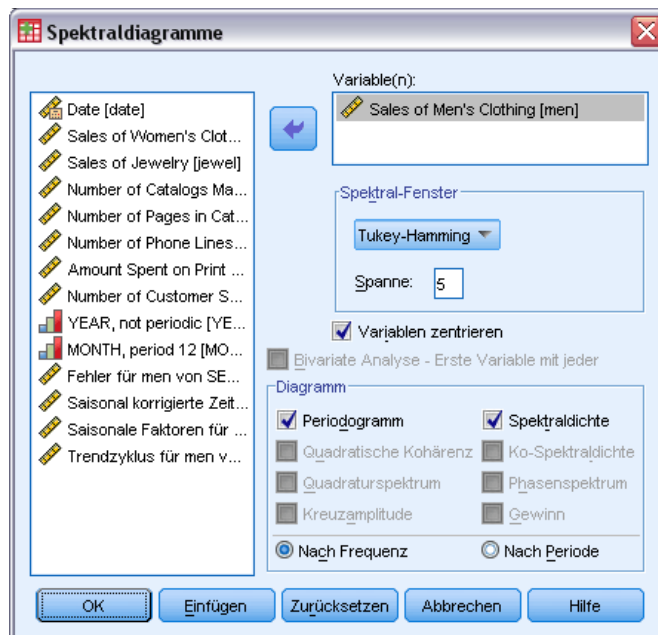 Spektraldiagramme
Date [date]
Sales of Women's Clot...
Sales of Jewelry [jewel]
Number of Catalogs Ma...
Number of Pages in Cat...
Number of Phone Lines...
Amount Spent on Print ...
Number of Customer S...
YEAR, not periodic [YE...
MONTH, period 12 [MO...
Fehler für men von SE...
Saisonal korrigierte Zeit...
Saisonale Faktoren für ...
Trendzyklus für men v...
Variable(n):
Sales of Men's Clothing [men]
Spektral-Fenster
Tukey-Hamming
Spanne: 5
Variablen zentrieren
Bivariate Analyse - Erste Variable mit jeder
Diagramm
Periodogramm Spektraldichte
Quadratische Kohärenz Ko-Spektraldichte
Quadraturspektrum Phasenspektrum
Kreuzamplitude Gewinn
Nach Frequenz Nach Periode
OK Einfügen Zurücksetzen Abbrechen Hilfe